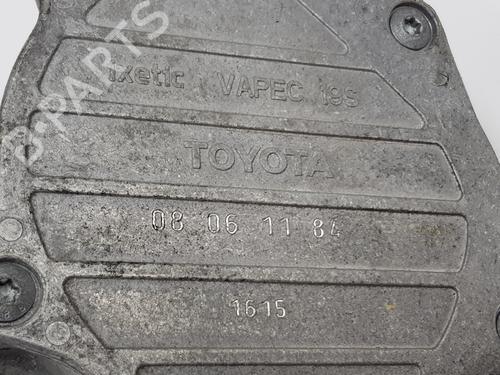 ixetic VAPEC 19S
TOYOTA
08 06 11 84
1615
B-PARTS